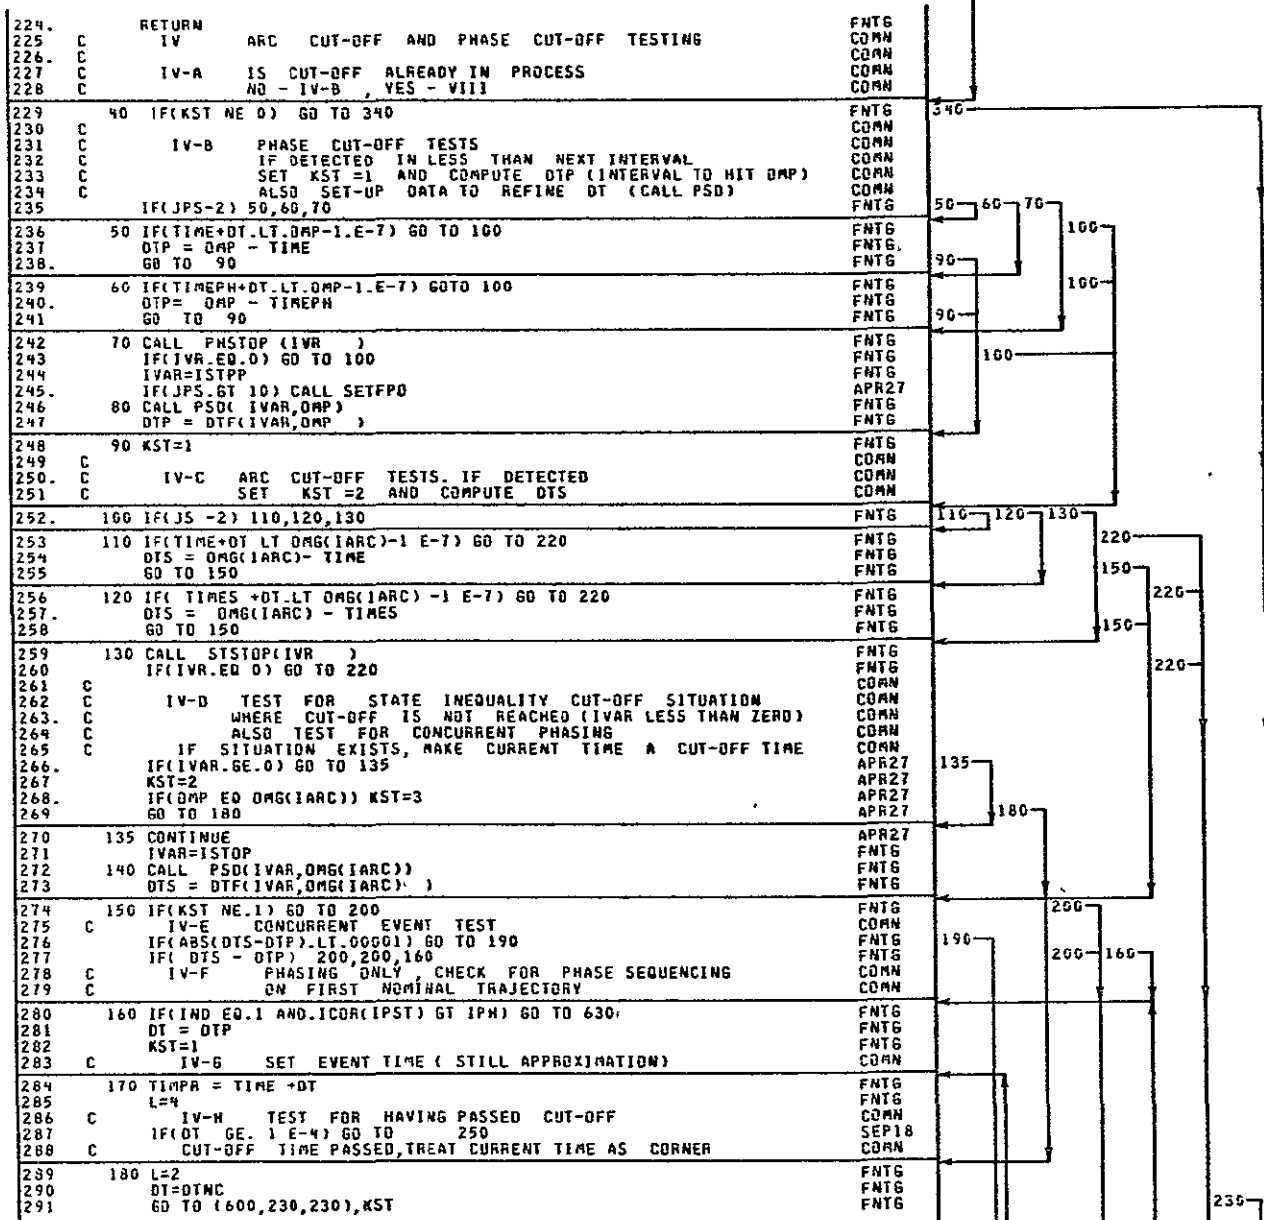 224. RETURN FNTG
225 C IV ARC CUT-OFF AND PHASE CUT-OFF TESTING COMN
226. C COMN
227 C IV-A IS CUT-OFF ALREADY IN PROCESS COMN
228 C NO - IV-B , YES - VIII COMN
229 40 IF(KST NE 0) GO TO 340 FNTG 340
230 C COMN
231 C IV-B PHASE CUT-OFF TESTS COMN
232 C IF DETECTED IN LESS THAN NEXT INTERVAL COMN
233 C SET KST =1 AND COMPUTE DTP (INTERVAL TO HIT OMP) COMN
234 C ALSO SET-UP DATA TO REFINE DT (CALL PSD) COMN
235 IF(JPS-2) 50,60,70 FNTG 50 60 70
236 50 IF(TIME+DT.LT.OMP-1.E-7) GO TO 100 FNTG 100
237 DTP = OMP - TIME FNTG.
238. GO TO 90 FNTG 90
239 60 IF(TIMEPH+DT.LT.OMP-1.E-7) GOTO 100 FNTG 100
240. DTP= OMP - TIMEPH FNTG
241 GO TO 90 FNTG 90
242 70 CALL PHSTOP (IVR ) FNTG
243 IF(IVR.EQ.0) GO TO 100 FNTG 100
244 IVAR=ISTPP FNTG
245. IF(JPS.GT 10) CALL SETFPD APR27
246 80 CALL PSD( IVAR,OMP) FNTG
247 DTP = DTF(IVAR,OMP ) FNTG
248 90 KST=1 FNTG
249 C COMN
250. C IV-C ARC CUT-OFF TESTS. IF DETECTED COMN
251 C SET KST =2 AND COMPUTE DTS COMN
252. 100 IF(JS -2) 110,120,130 FNTG 110 120 130
253 110 IF(TIME+DT LT OMG(IARC)-1 E-7) GO TO 220 FNTG 220
254 DTS = OMG(IARC)- TIME FNTG
255 GO TO 150 FNTG 150
256 120 IF( TIMES +DT.LT OMG(IARC) -1 E-7) GO TO 220 FNTG 220
257. DTS = OMG(IARC) - TIMES FNTG
258 GO TO 150 FNTG 150
259 130 CALL STSTOP(IVR ) FNTG
260 IF(IVR.EQ 0) GO TO 220 FNTG 220
261 C COMN
262 C IV-D TEST FOR STATE INEQUALITY CUT-OFF SITUATION COMN
263. C WHERE CUT-OFF IS NOT REACHED (IVAR LESS THAN ZERO) COMN
264 C ALSO TEST FOR CONCURRENT PHASING COMN
265 C IF SITUATION EXISTS, MAKE CURRENT TIME A CUT-OFF TIME COMN
266. IF(IVAR.GE.0) GO TO 135 APR27 135
267 KST=2 APR27
268. IF(OMP EQ OMG(IARC)) KST=3 APR27
269 GO TO 180 APR27 180
270 135 CONTINUE APR27
271 IVAR=ISTOP FNTG
272 140 CALL PSD(IVAR,OMG(IARC)) FNTG
273 DTS = DTF(IVAR,OMG(IARC) ) FNTG
274 150 IF(KST NE.1) GO TO 200 FNTG 200
275 C IV-E CONCURRENT EVENT TEST COMN
276 IF(ABS(DTS-DTP).LT.00001) GO TO 190 FNTG 190
277 IF( DTS - DTP) 200,200,160 FNTG 200 160
278 C IV-F PHASING ONLY , CHECK FOR PHASE SEQUENCING COMN
279 C ON FIRST NOMINAL TRAJECTORY COMN
280 160 IF(IND EQ.1 AND.ICOR(IPST) GT IPH) GO TO 630 FNTG
281 DT = DTP FNTG
282 KST=1 FNTG
283 C IV-G SET EVENT TIME ( STILL APPROXIMATION) COMN
284 170 TIMPR = TIME +DT FNTG
285 L=4 FNTG
286 C IV-H TEST FOR HAVING PASSED CUT-OFF COMN
287 IF(DT GE. 1 E-4) GO TO 250 SEP18
288 C CUT-OFF TIME PASSED,TREAT CURRENT TIME AS CORNER COMN
289 180 L=2 FNTG
290 DT=DTNC FNTG
291 GO TO (600,230,230),KST FNTG 230